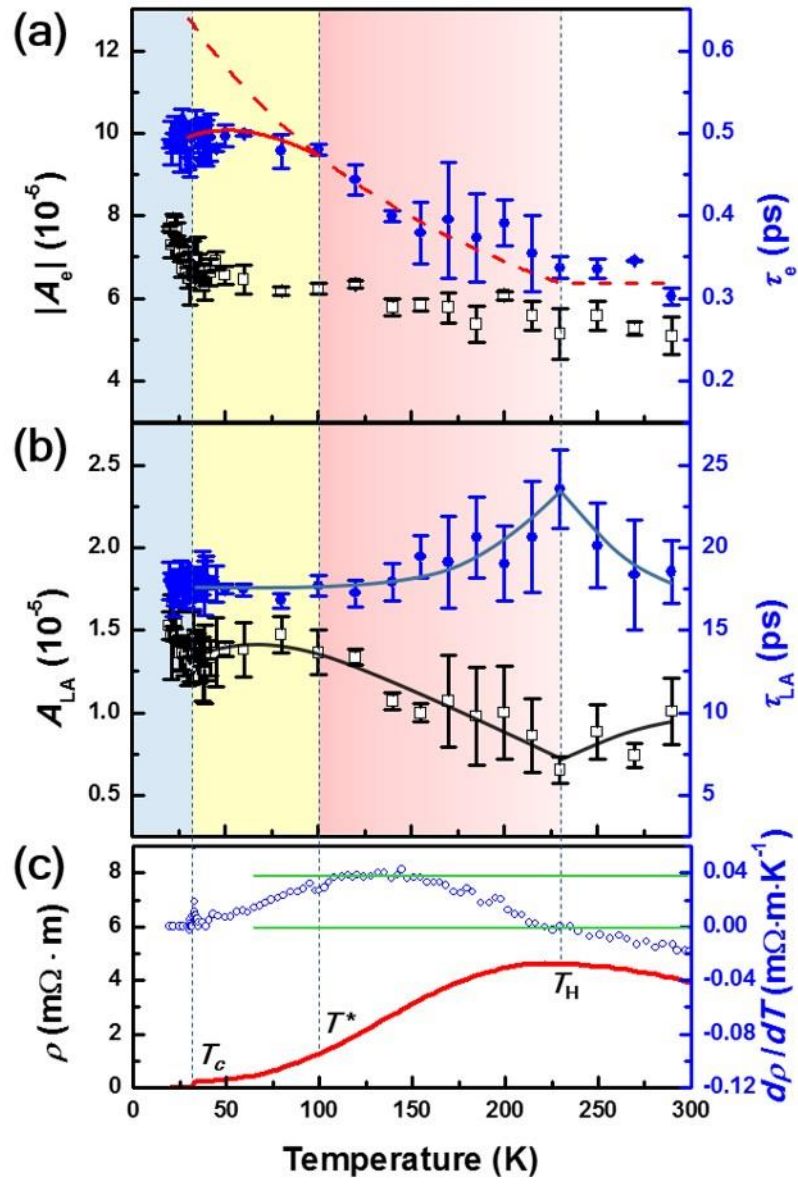 (a)
12
10
8
6
4
|A_e| (10^-5)
0.6
0.5
0.4
0.3
0.2
τ_e (ps)
(b)
2.5
2.0
1.5
1.0
0.5
A_LA (10^-5)
25
20
15
10
5
τ_LA (ps)
(c)
8
6
4
2
0
ρ (mΩ · m)
0.04
0.00
-0.04
-0.08
-0.12
dρ/dT (mΩ·m·K^-1)
T_c
T*
T_H
0 50 100 150 200 250 300
Temperature (K)